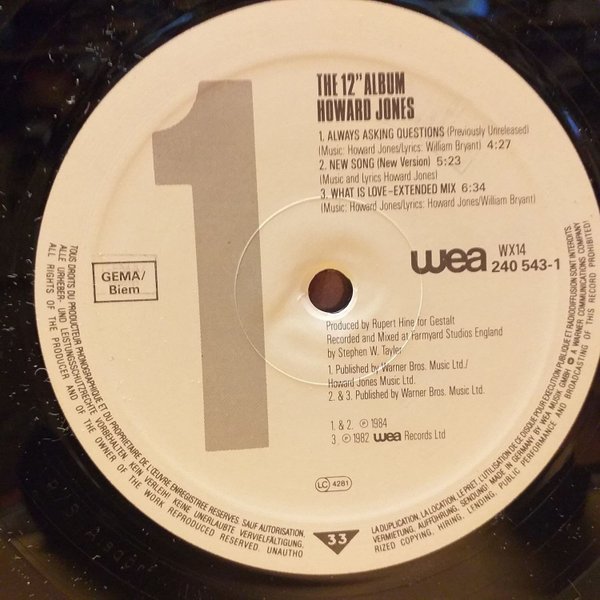 1
THE 12" ALBUM
HOWARD JONES
1. ALWAYS ASKING QUESTIONS (Previously Unreleased)
(Music: Howard Jones/Lyrics: William Bryant) 4:27
2. NEW SONG (New Version) 5:23
(Music and Lyrics Howard Jones)
3. WHAT IS LOVE–EXTENDED MIX 6:34
(Music: Howard Jones/Lyrics: Howard Jones/William Bryant)
GEMA/
Biem
wea WX14
240 543-1
Produced by Rupert Hine for Gestalt
Recorded and Mixed at Farmyard Studios England
by Stephen W. Tayler
1. Published by Warner Bros. Music Ltd./
Howard Jones Music Ltd.
2. & 3. Published by Warner Bros. Music Ltd.
1. & 2. ℗ 1984
3 ℗ 1982 wea Records Ltd
LC 4281
33
TOUS DROITS DU PRODUCTEUR PHONOGRAPHIQUE ET DU PROPRIETAIRE DE L'ŒUVRE ENREGISTREE RESERVES. SAUF AUTORISATION,
LA DUPLICATION, LA LOCATION, LE PRET, L'UTILISATION DE CE DISQUE POUR EXECUTION PUBLIQUE ET RADIODIFFUSION SONT INTERDITS.
ALLE URHEBER- UND LEISTUNGSSCHUTZRECHTE VORBEHALTEN. KEIN VERLEIH! KEINE UNERLAUBTE VERVIELFÄLTIGUNG,
VERMIETUNG, AUFFÜHRUNG, SENDUNG! MADE IN GERMANY BY WEA MUSIK GMBH A WARNER COMMUNICATIONS COMPANY
ALL RIGHTS OF THE PRODUCER AND OF THE OWNER OF THE WORK REPRODUCED RESERVED. UNAUTHO
RIZED COPYING, HIRING, LENDING, PUBLIC PERFORMANCE AND BROADCASTING OF THIS RECORD PROHIBITED!